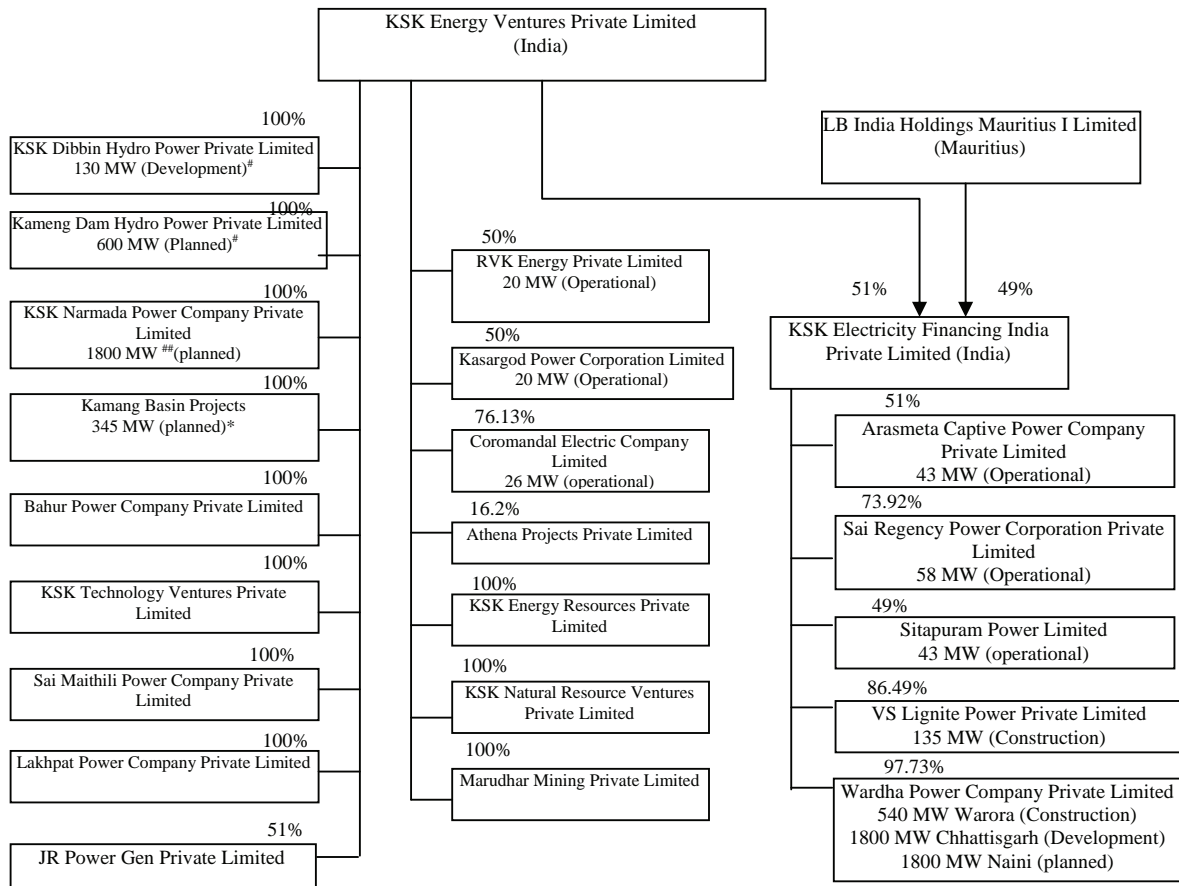 KSK Energy Ventures Private Limited
(India)
100%
KSK Dibbin Hydro Power Private Limited
130 MW (Development)#
100%
Kameng Dam Hydro Power Private Limited
600 MW (Planned)#
100%
KSK Narmada Power Company Private
Limited
1800 MW ##(planned)
100%
Kamang Basin Projects
345 MW (planned)*
100%
Bahur Power Company Private Limited
100%
KSK Technology Ventures Private
Limited
100%
Sai Maithili Power Company Private
Limited
100%
Lakhpat Power Company Private Limited
51%
JR Power Gen Private Limited
50%
RVK Energy Private Limited
20 MW (Operational)
50%
Kasargod Power Corporation Limited
20 MW (Operational)
76.13%
Coromandal Electric Company
Limited
26 MW (operational)
16.2%
Athena Projects Private Limited
100%
KSK Energy Resources Private
Limited
100%
KSK Natural Resource Ventures
Private Limited
100%
Marudhar Mining Private Limited
LB India Holdings Mauritius I Limited
(Mauritius)
51%
49%
KSK Electricity Financing India
Private Limited (India)
51%
Arasmeta Captive Power Company
Private Limited
43 MW (Operational)
73.92%
Sai Regency Power Corporation Private
Limited
58 MW (Operational)
49%
Sitapuram Power Limited
43 MW (operational)
86.49%
VS Lignite Power Private Limited
135 MW (Construction)
97.73%
Wardha Power Company Private Limited
540 MW Warora (Construction)
1800 MW Chhattisgarh (Development)
1800 MW Naini (planned)